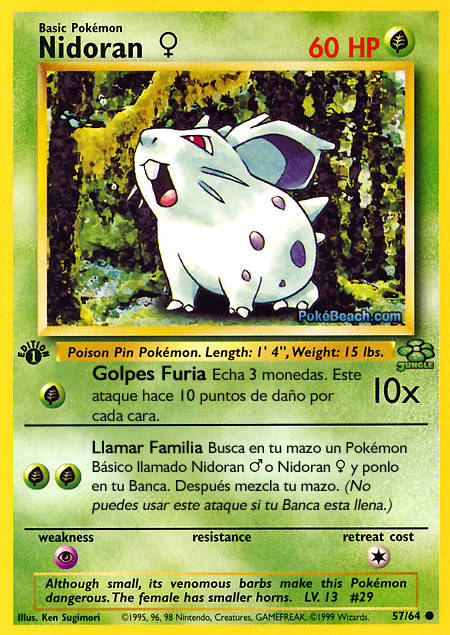 Basic Pokémon
Nidoran ♀ 60 HP
PokéBeach.com
EDITION 1
Poison Pin Pokémon. Length: 1' 4", Weight: 15 lbs.
JUNGLE
Golpes Furia Echa 3 monedas. Este
ataque hace 10 puntos de daño por
cada cara.
10x
Llamar Familia Busca en tu mazo un Pokémon
Básico llamado Nidoran ♂ o Nidoran ♀ y ponlo
en tu Banca. Después mezcla tu mazo. (No
puedes usar este ataque si tu Banca esta llena.)
weakness resistance retreat cost
Although small, its venomous barbs make this Pokémon
dangerous. The female has smaller horns. LV. 13 #29
Illus. Ken Sugimori ©1995, 96, 98 Nintendo, Creatures, GAMEFREAK. ©1999 Wizards. 57/64 ●